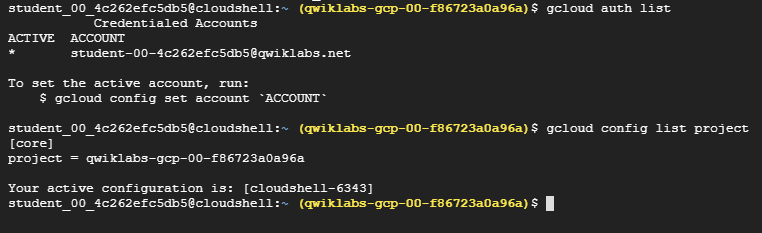 student_00_4c262efc5db5@cloudshell:~ (qwiklabs-gcp-00-f86723a0a96a)$ gcloud auth list
Credentialed Accounts
ACTIVE  ACCOUNT
*       student-00-4c262efc5db5@qwiklabs.net
To set the active account, run:
    $ gcloud config set account `ACCOUNT`
student_00_4c262efc5db5@cloudshell:~ (qwiklabs-gcp-00-f86723a0a96a)$ gcloud config list project
[core]
project = qwiklabs-gcp-00-f86723a0a96a
Your active configuration is: [cloudshell-6343]
student_00_4c262efc5db5@cloudshell:~ (qwiklabs-gcp-00-f86723a0a96a)$